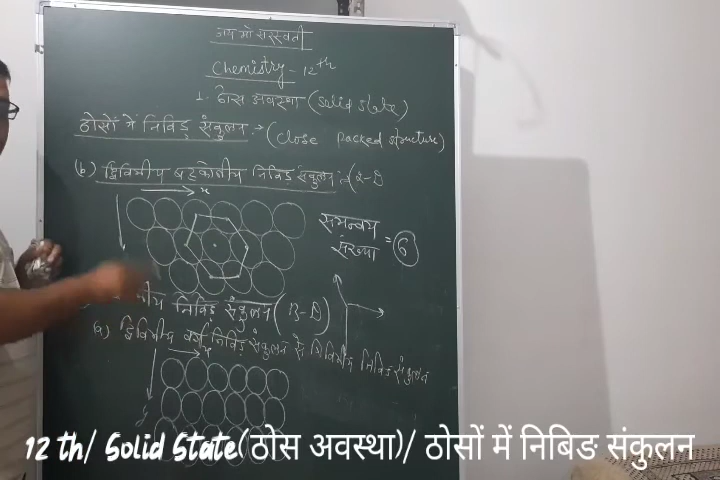 जय माँ सरस्वती
Chemistry - 12th
1. ठोस अवस्था (Solid state)
ठोसों में निविड़ संकुलन → (Close packed structure)
(b) द्विविमीय षट्कोणीय निविड़ संकुलन :- (2-D
x
समन्वय
संख्या = 6
निविड़ संकुलन (3-D)
(a) द्विविमीय वर्ग निविड़ संकुलन से त्रिविमीय निविड़ संकुलन
x
y
12 th/ Solid State(ठोस अवस्था)/ ठोसों में निबिङ संकुलन